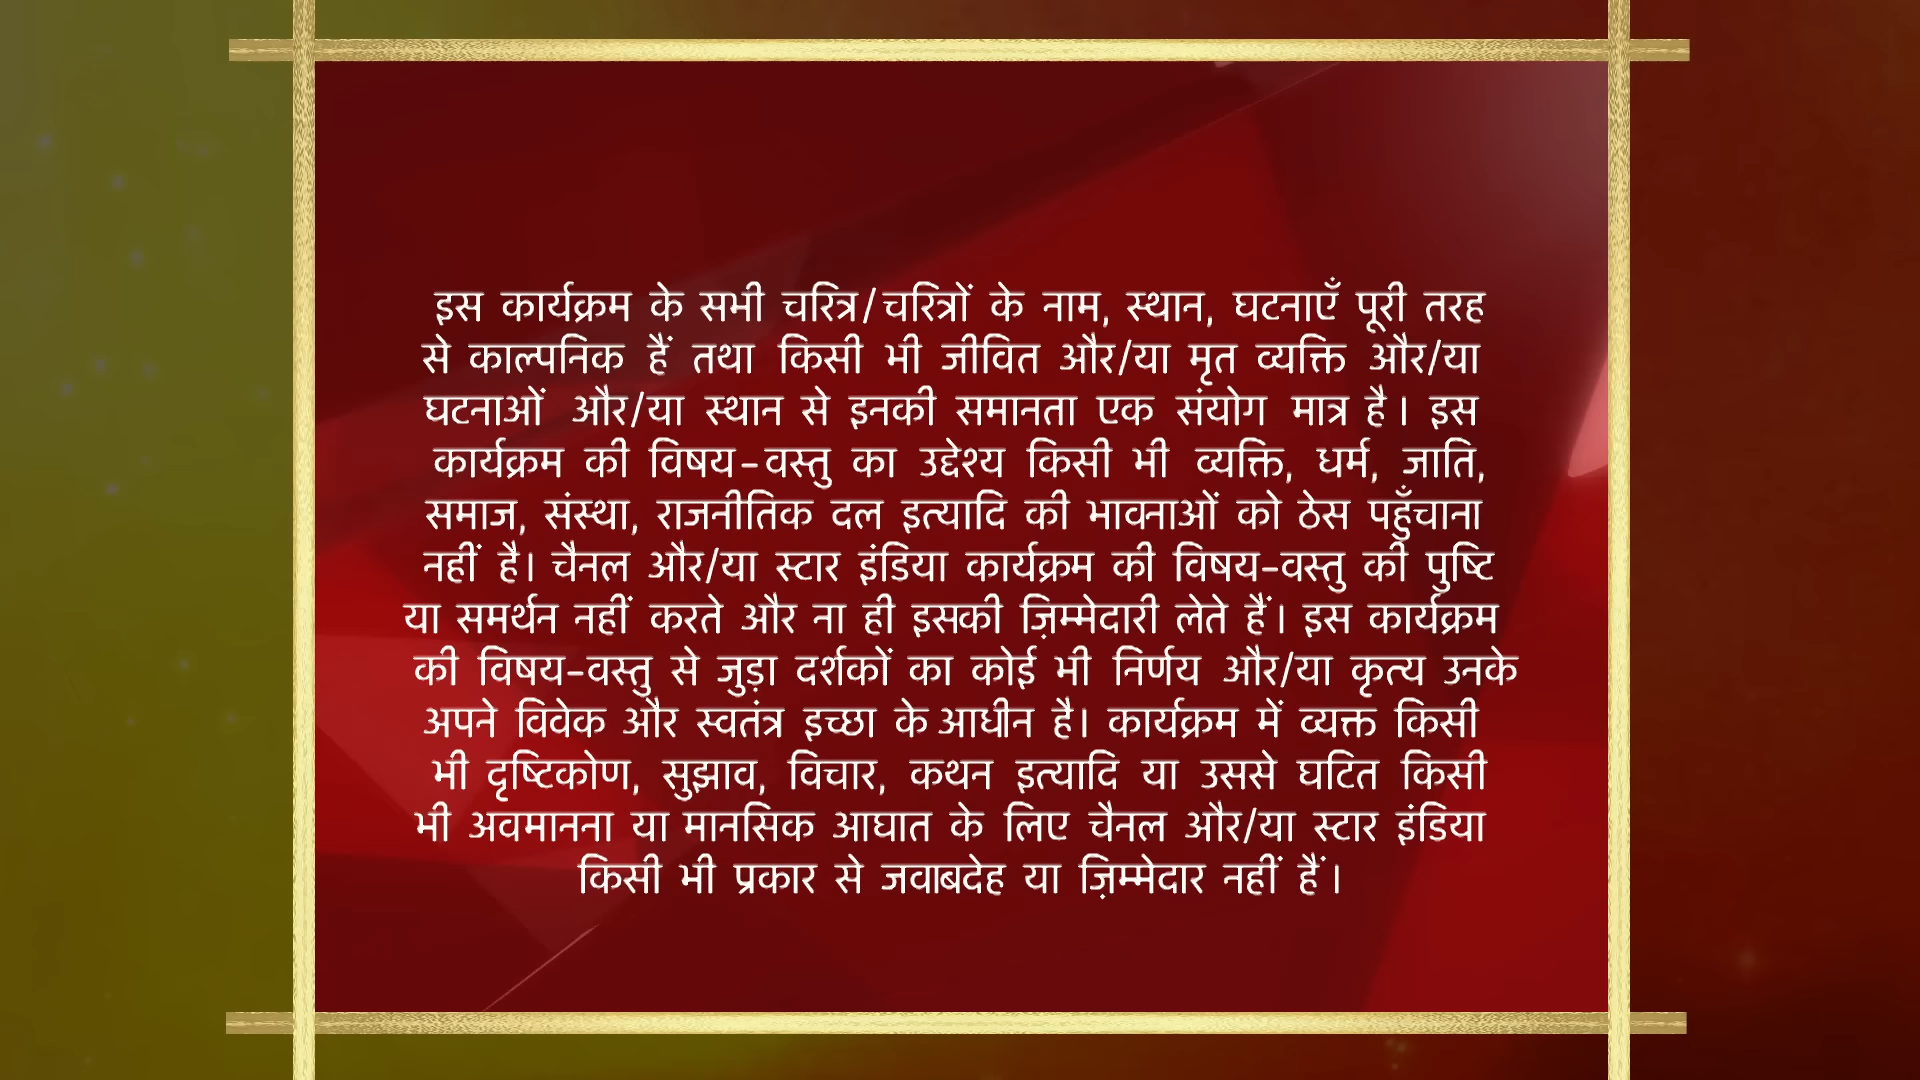 इस कार्यक्रम के सभी चरित्र/चरित्रों के नाम, स्थान, घटनाएँ पूरी तरह
से काल्पनिक हैं तथा किसी भी जीवित और/या मृत व्यक्ति और/या
घटनाओं और/या स्थान से इनकी समानता एक संयोग मात्र है। इस
कार्यक्रम की विषय-वस्तु का उद्देश्य किसी भी व्यक्ति, धर्म, जाति,
समाज, संस्था, राजनीतिक दल इत्यादि की भावनाओं को ठेस पहुँचाना
नहीं है। चैनल और/या स्टार इंडिया कार्यक्रम की विषय-वस्तु की पुष्टि
या समर्थन नहीं करते और ना ही इसकी ज़िम्मेदारी लेते हैं। इस कार्यक्रम
की विषय-वस्तु से जुड़ा दर्शकों का कोई भी निर्णय और/या कृत्य उनके
अपने विवेक और स्वतंत्र इच्छा के आधीन है। कार्यक्रम में व्यक्त किसी
भी दृष्टिकोण, सुझाव, विचार, कथन इत्यादि या उससे घटित किसी
भी अवमानना या मानसिक आघात के लिए चैनल और/या स्टार इंडिया
किसी भी प्रकार से जवाबदेह या ज़िम्मेदार नहीं हैं।